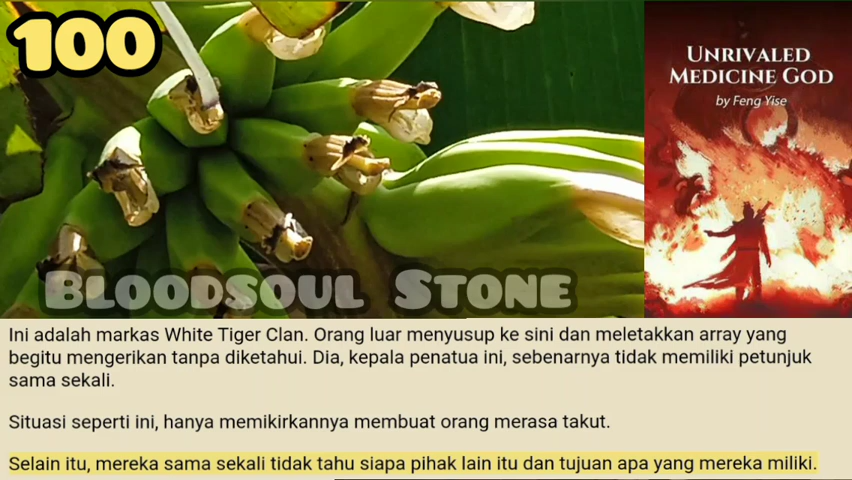 100
UNRIVALED
MEDICINE GOD
by Feng Yise
BLOODSOUL STONE
Ini adalah markas White Tiger Clan. Orang luar menyusup ke sini dan meletakkan array yang
begitu mengerikan tanpa diketahui. Dia, kepala penatua ini, sebenarnya tidak memiliki petunjuk
sama sekali.
Situasi seperti ini, hanya memikirkannya membuat orang merasa takut.
Selain itu, mereka sama sekali tidak tahu siapa pihak lain itu dan tujuan apa yang mereka miliki.